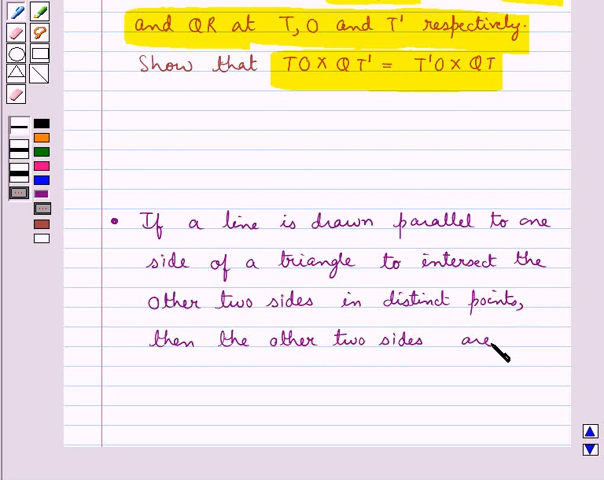 and QR at T, O and T' respectively.
Show that TO X QT' = T'O X QT
• If a line is drawn parallel to one
side of a triangle to intersect the
other two sides in distinct points,
then the other two sides are